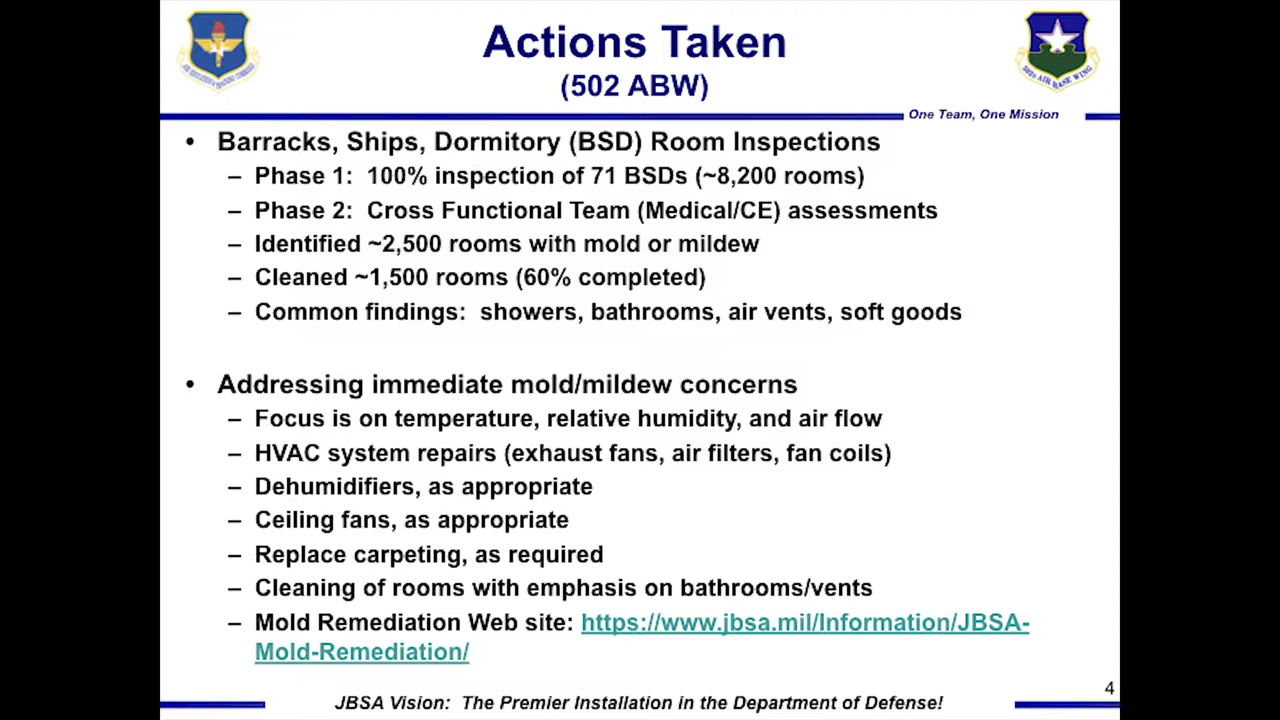 Actions Taken
(502 ABW)
One Team, One Mission
• Barracks, Ships, Dormitory (BSD) Room Inspections
– Phase 1: 100% inspection of 71 BSDs (~8,200 rooms)
– Phase 2: Cross Functional Team (Medical/CE) assessments
– Identified ~2,500 rooms with mold or mildew
– Cleaned ~1,500 rooms (60% completed)
– Common findings: showers, bathrooms, air vents, soft goods
• Addressing immediate mold/mildew concerns
– Focus is on temperature, relative humidity, and air flow
– HVAC system repairs (exhaust fans, air filters, fan coils)
– Dehumidifiers, as appropriate
– Ceiling fans, as appropriate
– Replace carpeting, as required
– Cleaning of rooms with emphasis on bathrooms/vents
– Mold Remediation Web site: https://www.jbsa.mil/Information/JBSA-
Mold-Remediation/
4
JBSA Vision: The Premier Installation in the Department of Defense!